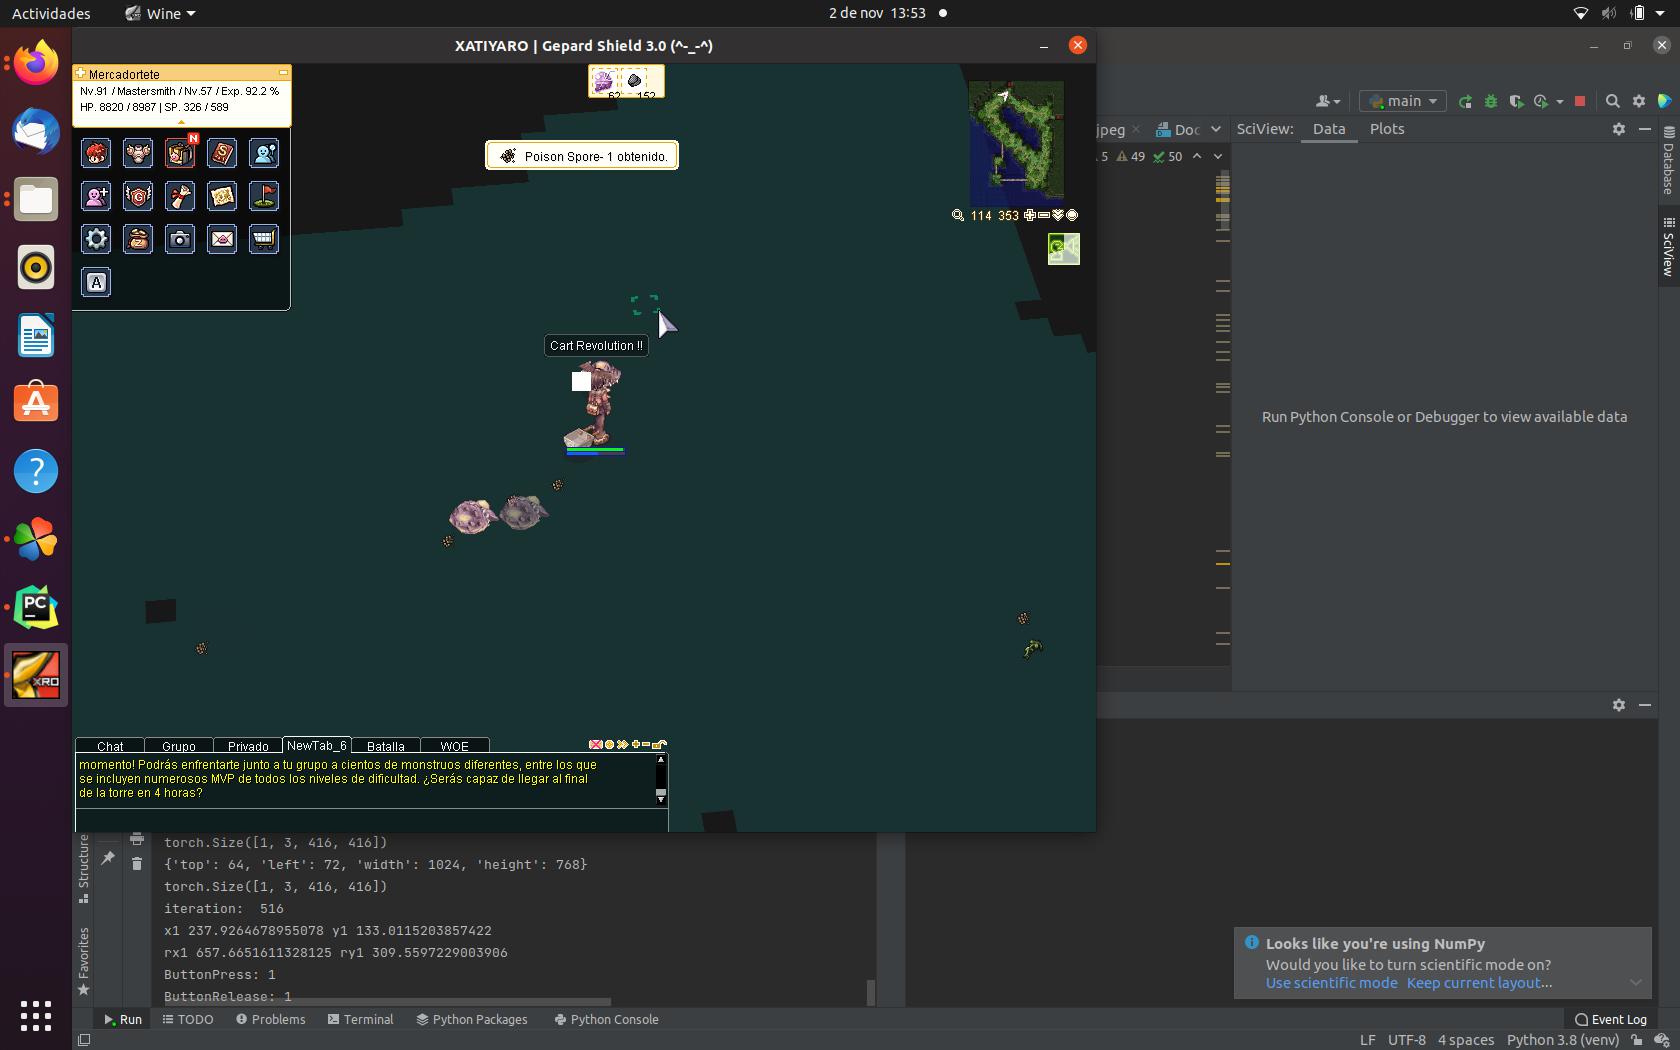 Actividades
Wine
2 de nov 13:53
XATIYARO | Gepard Shield 3.0 (^-_-^)
Mercadortete
Nv.91 / Mastersmith / Nv.57 / Exp. 92.2 %
HP. 8820 / 8987 | SP. 326 / 589
N
A
62 152
Poison Spore- 1 obtenido.
114 353
Cart Revolution !!
Chat Grupo Privado NewTab_6 Batalla WOE
momento! Podrás enfrentarte junto a tu grupo a cientos de monstruos diferentes, entre los que
se incluyen numerosos MVP de todos los niveles de dificultad. ¿Serás capaz de llegar al final
de la torre en 4 horas?
PC
XRO
main
jpeg
Doc
SciView: Data Plots
5 49 50
Database
SciView
Run Python Console or Debugger to view available data
Structure
Favorites
torch.Size([1, 3, 416, 416])
{'top': 64, 'left': 72, 'width': 1024, 'height': 768}
torch.Size([1, 3, 416, 416])
iteration:  516
x1 237.9264678955078 y1 133.0115203857422
rx1 657.6651611328125 ry1 309.5597229003906
ButtonPress: 1
ButtonRelease: 1
Looks like you're using NumPy
Would you like to turn scientific mode on?
Use scientific mode Keep current layout...
Run TODO Problems Terminal Python Packages Python Console
Event Log
LF UTF-8 4 spaces Python 3.8 (venv)